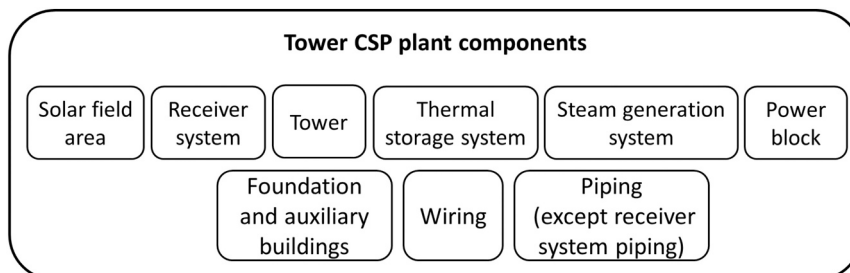 Tower CSP plant components
Solar field
area
Receiver
system
Tower
Thermal
storage system
Steam generation
system
Power
block
Foundation
and auxiliary
buildings
Wiring
Piping
(except receiver
system piping)